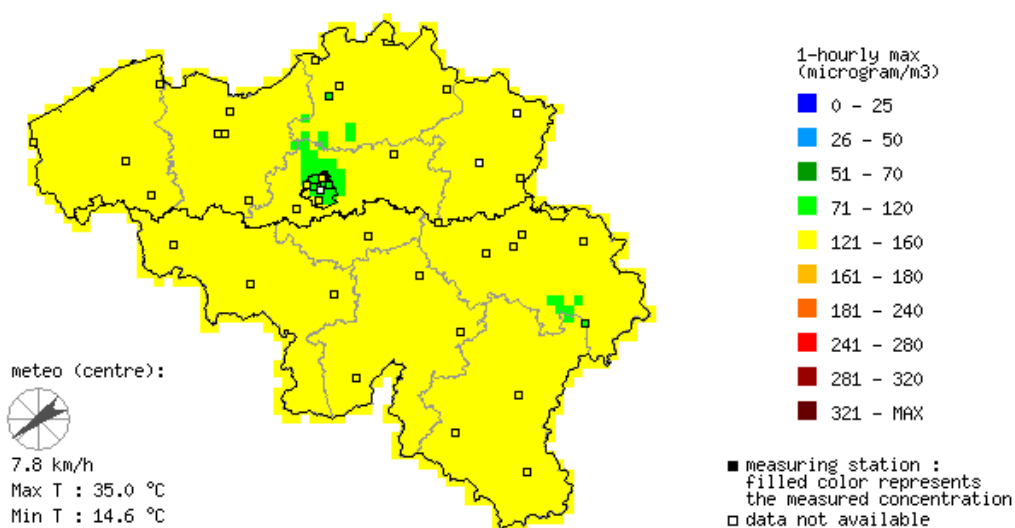 1-hourly max
(microgram/m3)
0 - 25
26 - 50
51 - 70
71 - 120
121 - 160
161 - 180
181 - 240
241 - 280
281 - 320
321 - MAX
meteo (centre):
7.8 km/h
Max T : 35.0 °C
Min T : 14.6 °C
measuring station :
filled color represents
the measured concentration
data not available